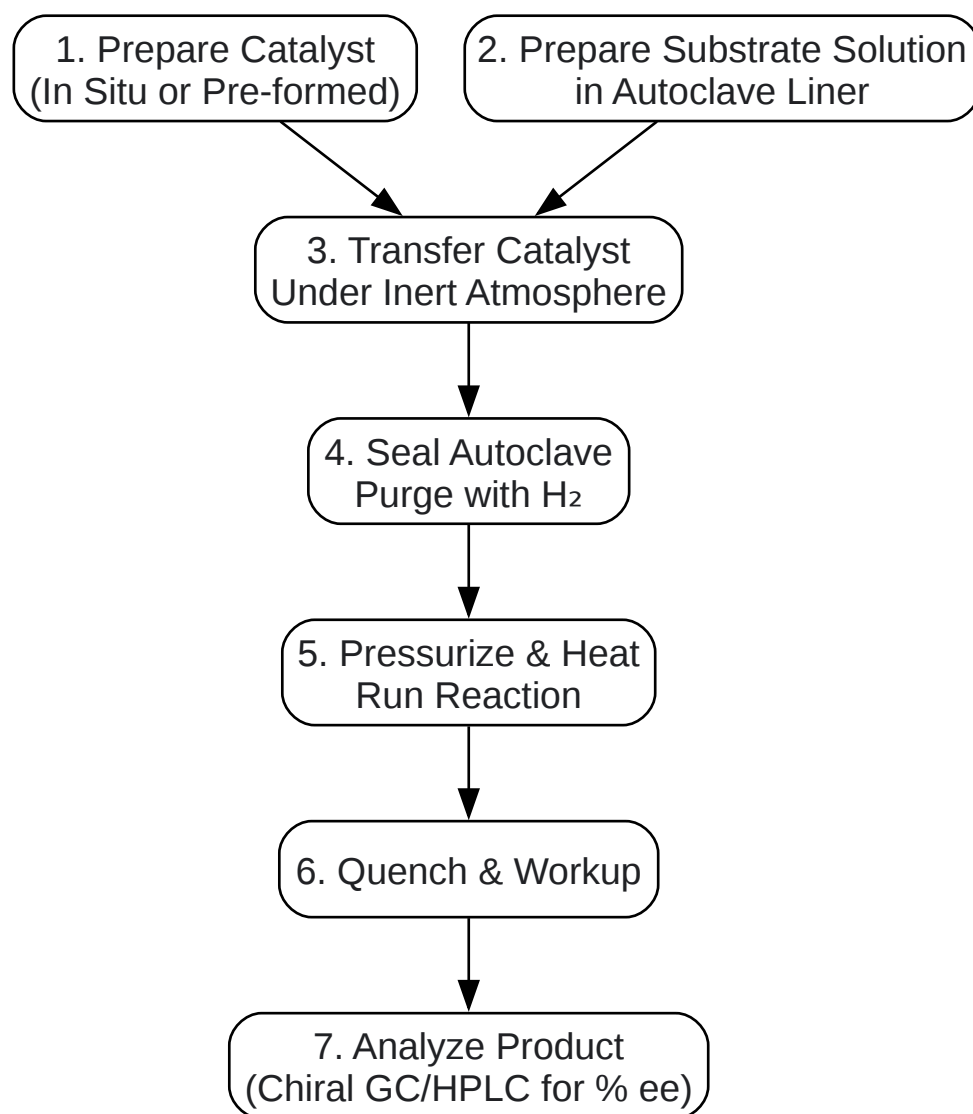 1. Prepare Catalyst
(In Situ or Pre-formed)
2. Prepare Substrate Solution
in Autoclave Liner
3. Transfer Catalyst
Under Inert Atmosphere
4. Seal Autoclave
Purge with H₂
5. Pressurize & Heat
Run Reaction
6. Quench & Workup
7. Analyze Product
(Chiral GC/HPLC for % ee)